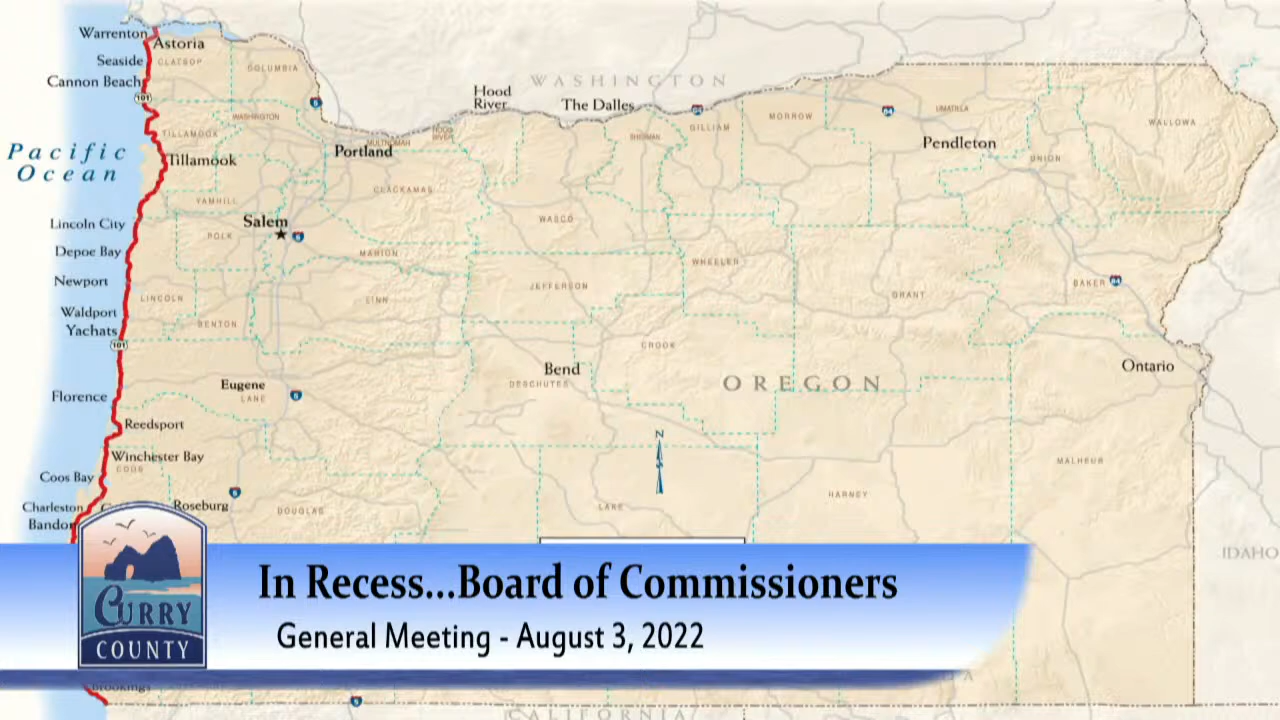 Warrenton
Astoria
Seaside
CLATSOP
COLUMBIA
Cannon Beach
WASHINGTON
Hood
River
The Dalles
101
5
84
84
UMATILLA
WALLOWA
WASHINGTON
MORROW
GILLIAM
TILLAMOOK
MULTNOMAH
HOOD
RIVER
SHERMAN
Pendleton
Portland
UNION
Pacific
Ocean
Tillamook
CLACKAMAS
YAMHILL
Lincoln City
Salem
WASCO
POLK
5
Depoe Bay
MARION
WHEELER
Newport
JEFFERSON
BAKER
84
LINCOLN
LINN
GRANT
Waldport
BENTON
Yachats
101
CROOK
Bend
Ontario
Eugene
DESCHUTES
OREGON
LANE
5
Florence
Reedsport
N
Winchester Bay
COOS
MALHEUR
Coos Bay
5
HARNEY
Charleston
Roseburg
LAKE
DOUGLAS
Bandon
IDAHO
In Recess...Board of Commissioners
CURRY
COUNTY
General Meeting - August 3, 2022
Brookings
5
CALIFORNIA